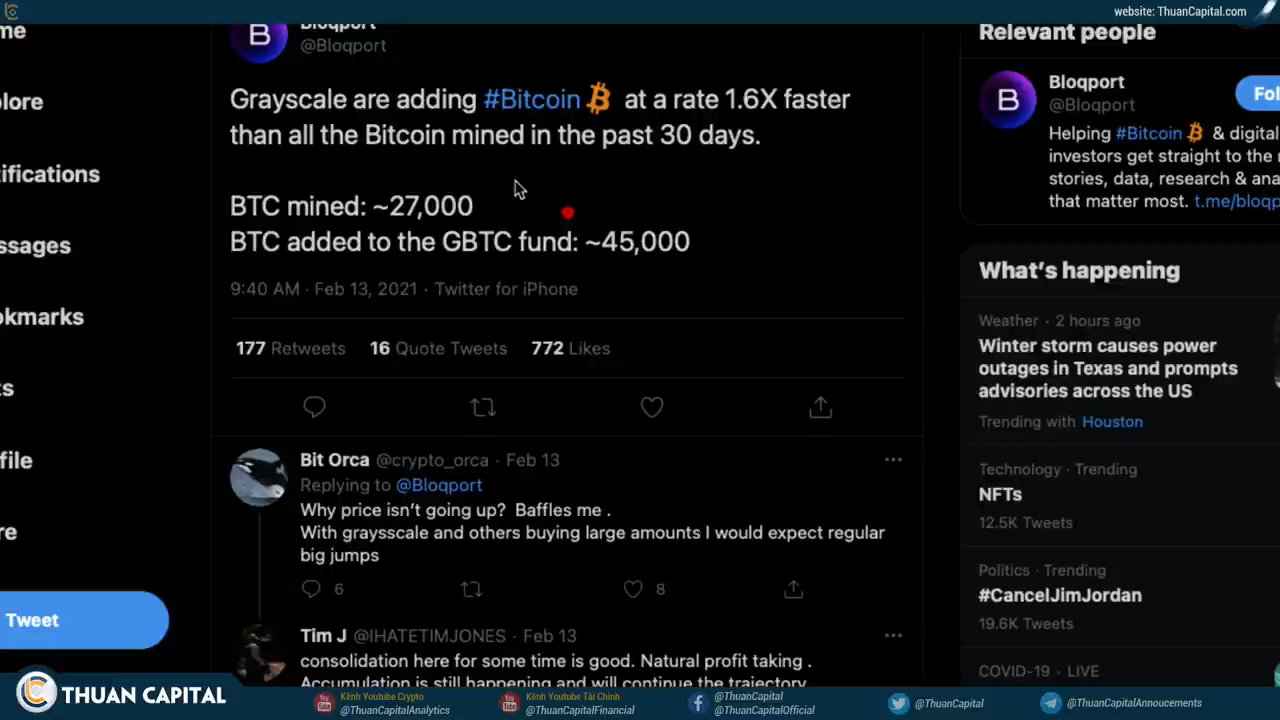 website: ThuanCapital.com
me
lore
ifications
ssages
okmarks
ts
file
re
Tweet
Bloqport
@Bloqport
Grayscale are adding #Bitcoin at a rate 1.6X faster
than all the Bitcoin mined in the past 30 days.
BTC mined: ~27,000
BTC added to the GBTC fund: ~45,000
9:40 AM · Feb 13, 2021 · Twitter for iPhone
177 Retweets 16 Quote Tweets 772 Likes
Bit Orca @crypto_orca · Feb 13
Replying to @Bloqport
Why price isn't going up? Baffles me .
With graysscale and others buying large amounts I would expect regular
big jumps
6 8
Tim J @IHATETIMJONES · Feb 13
consolidation here for some time is good. Natural profit taking .
Accumulation is still happening and will continue the trajectory
Relevant people
Bloqport
@Bloqport
Fol
Helping #Bitcoin & digital
investors get straight to the
stories, data, research & ana
that matter most. t.me/bloqp
What's happening
Weather · 2 hours ago
Winter storm causes power
outages in Texas and prompts
advisories across the US
Trending with Houston
Technology · Trending
NFTs
12.5K Tweets
Politics · Trending
#CancelJimJordan
19.6K Tweets
COVID-19 · LIVE
THUAN CAPITAL
Kênh Youtube Crypto
@ThuanCapitalAnalytics
Kênh Youtube Tài Chính
@ThuanCapitalFinancial
@ThuanCapital
@ThuanCapitalOfficial
@ThuanCapital
@ThuanCapitalAnnoucements